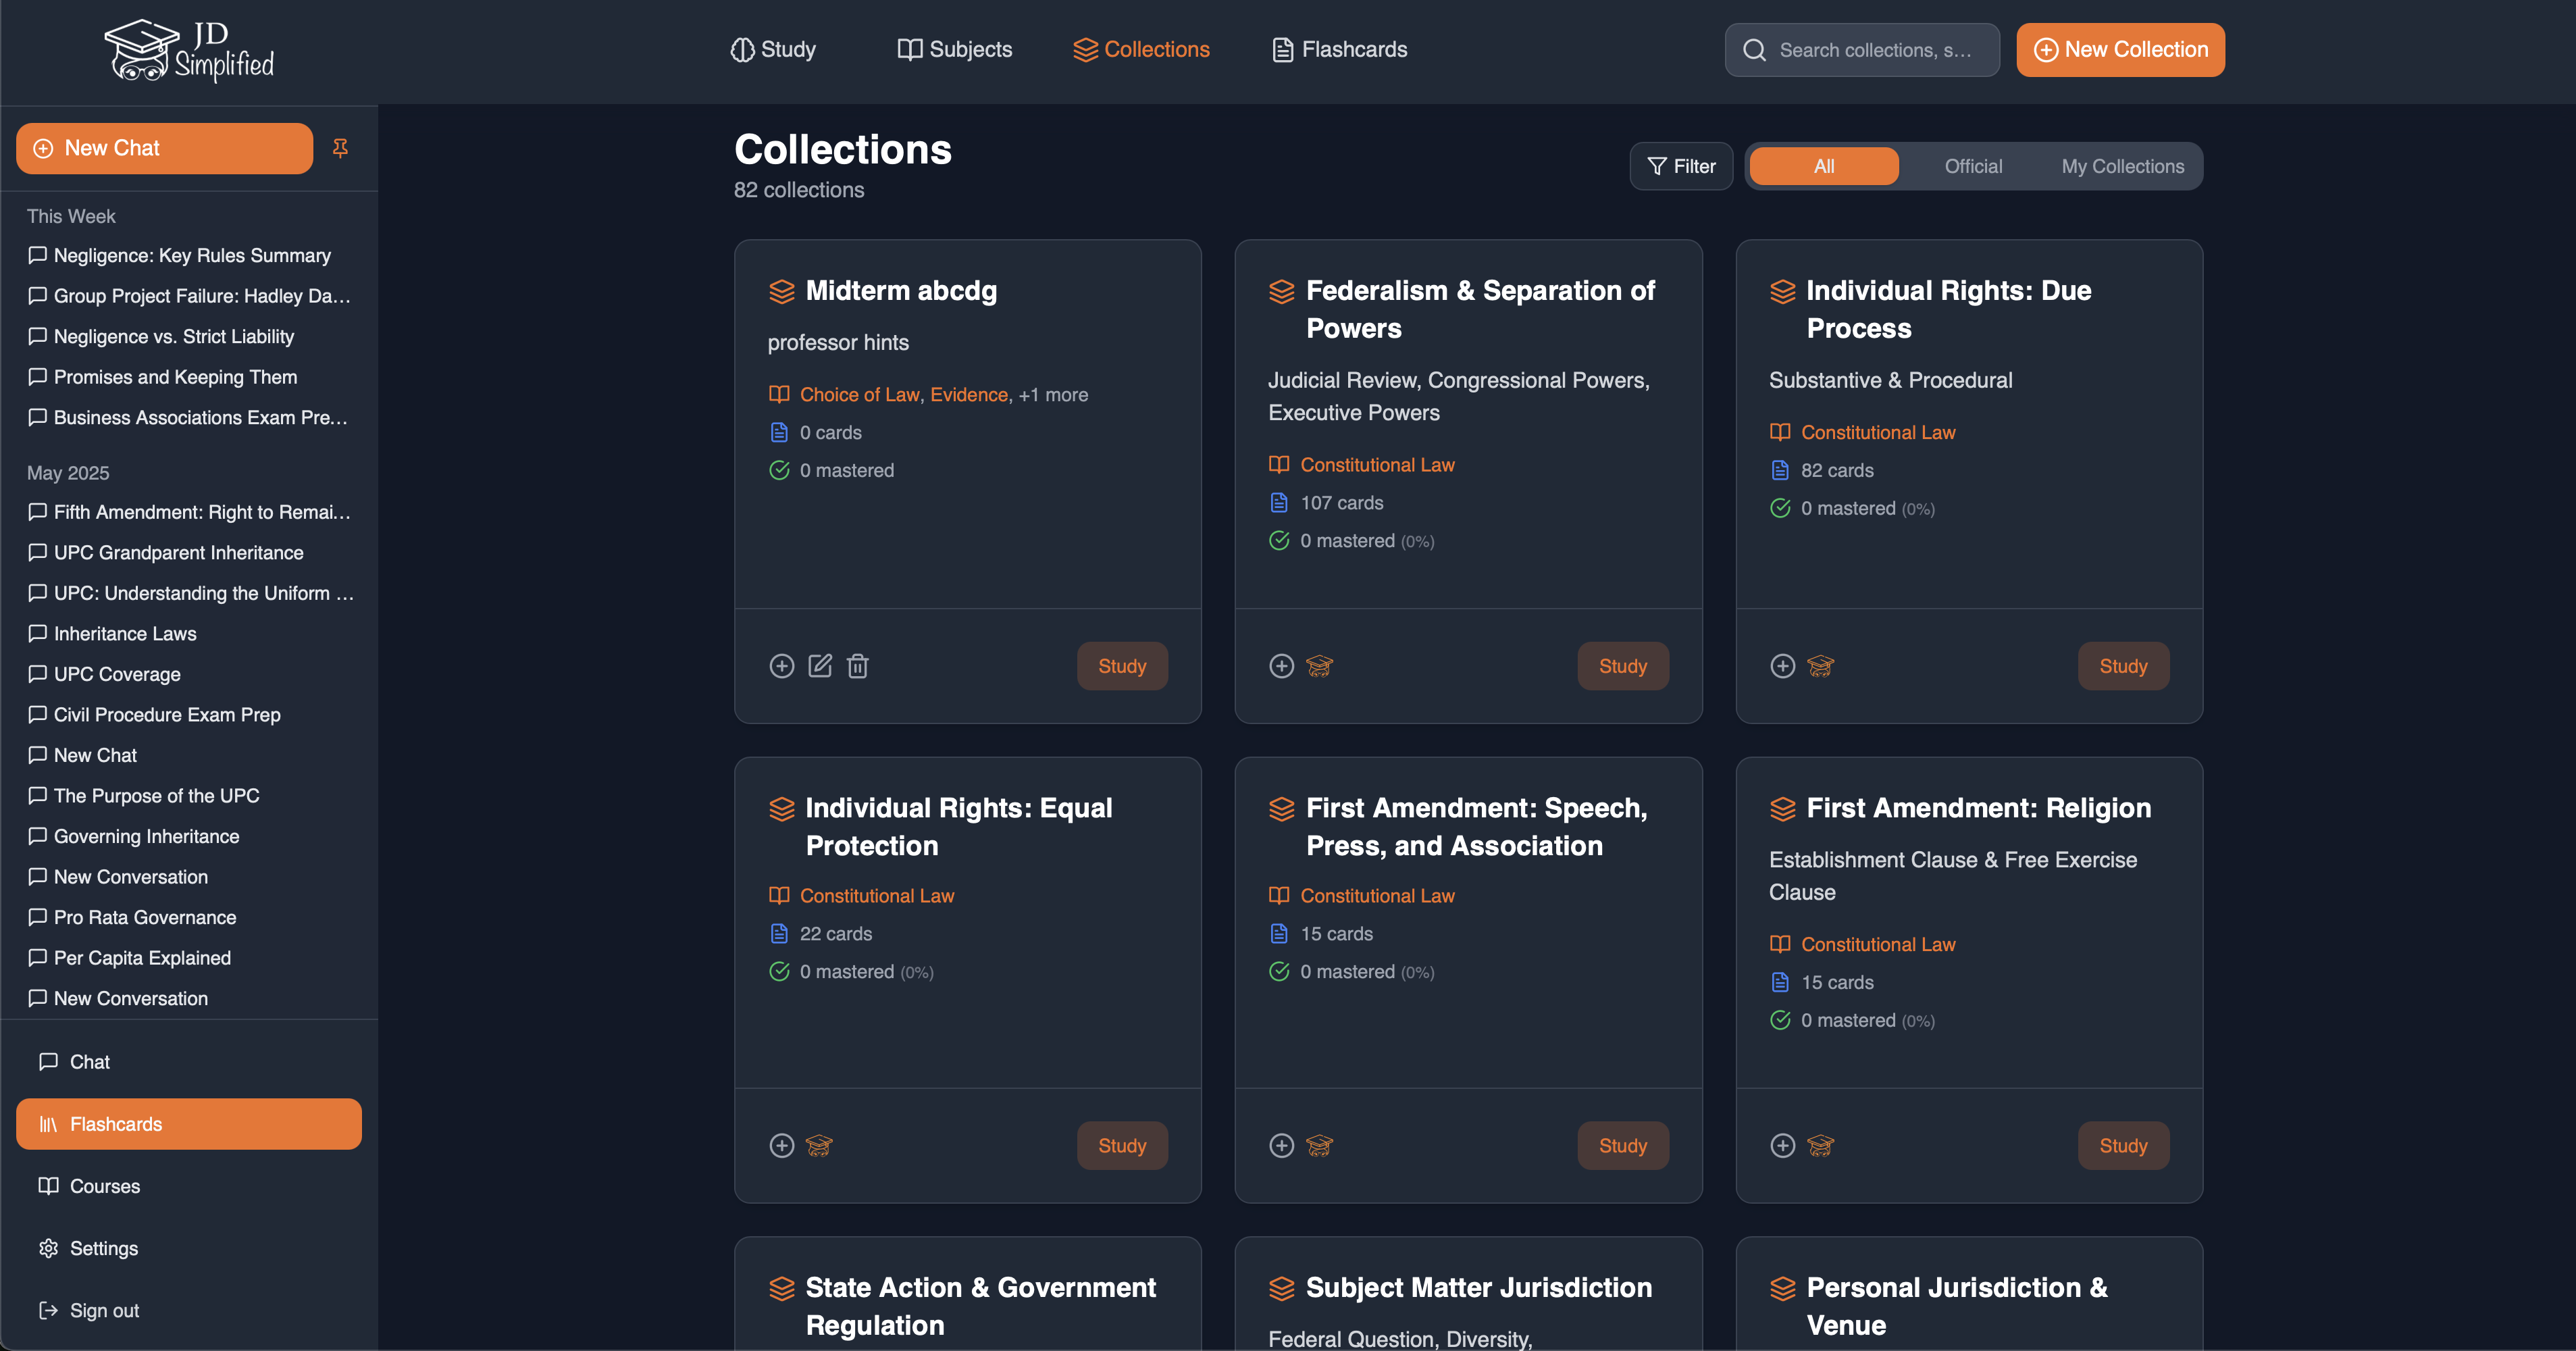 JD
Simplified
Study
Subjects
Collections
Flashcards
Search collections, s...
New Collection
New Chat
This Week
Negligence: Key Rules Summary
Group Project Failure: Hadley Da...
Negligence vs. Strict Liability
Promises and Keeping Them
Business Associations Exam Pre...
May 2025
Fifth Amendment: Right to Remai...
UPC Grandparent Inheritance
UPC: Understanding the Uniform ...
Inheritance Laws
UPC Coverage
Civil Procedure Exam Prep
New Chat
The Purpose of the UPC
Governing Inheritance
New Conversation
Pro Rata Governance
Per Capita Explained
New Conversation
Chat
Flashcards
Courses
Settings
Sign out
Collections
82 collections
Filter
All
Official
My Collections
Midterm abcdg
professor hints
Choice of Law, Evidence, +1 more
0 cards
0 mastered
Study
Federalism & Separation of
Powers
Judicial Review, Congressional Powers,
Executive Powers
Constitutional Law
107 cards
0 mastered (0%)
Study
Individual Rights: Due
Process
Substantive & Procedural
Constitutional Law
82 cards
0 mastered (0%)
Study
Individual Rights: Equal
Protection
Constitutional Law
22 cards
0 mastered (0%)
Study
First Amendment: Speech,
Press, and Association
Constitutional Law
15 cards
0 mastered (0%)
Study
First Amendment: Religion
Establishment Clause & Free Exercise
Clause
Constitutional Law
15 cards
0 mastered (0%)
Study
State Action & Government
Regulation
Subject Matter Jurisdiction
Federal Question, Diversity,
Personal Jurisdiction &
Venue